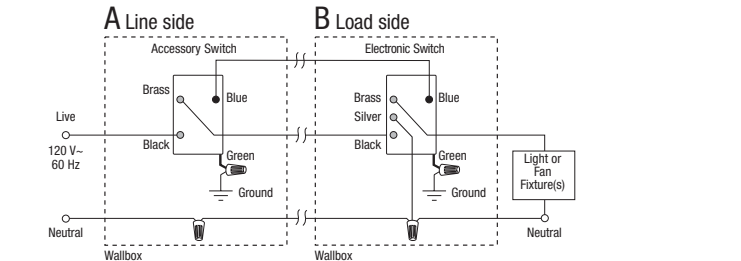 A Line side
B Load side
Accessory Switch
Electronic Switch
Brass
Blue
Brass
Blue
Silver
Live
Black
Black
120 V~
60 Hz
Green
Green
Light or
Fan
Fixture(s)
Ground
Ground
Neutral
Neutral
Wallbox
Wallbox